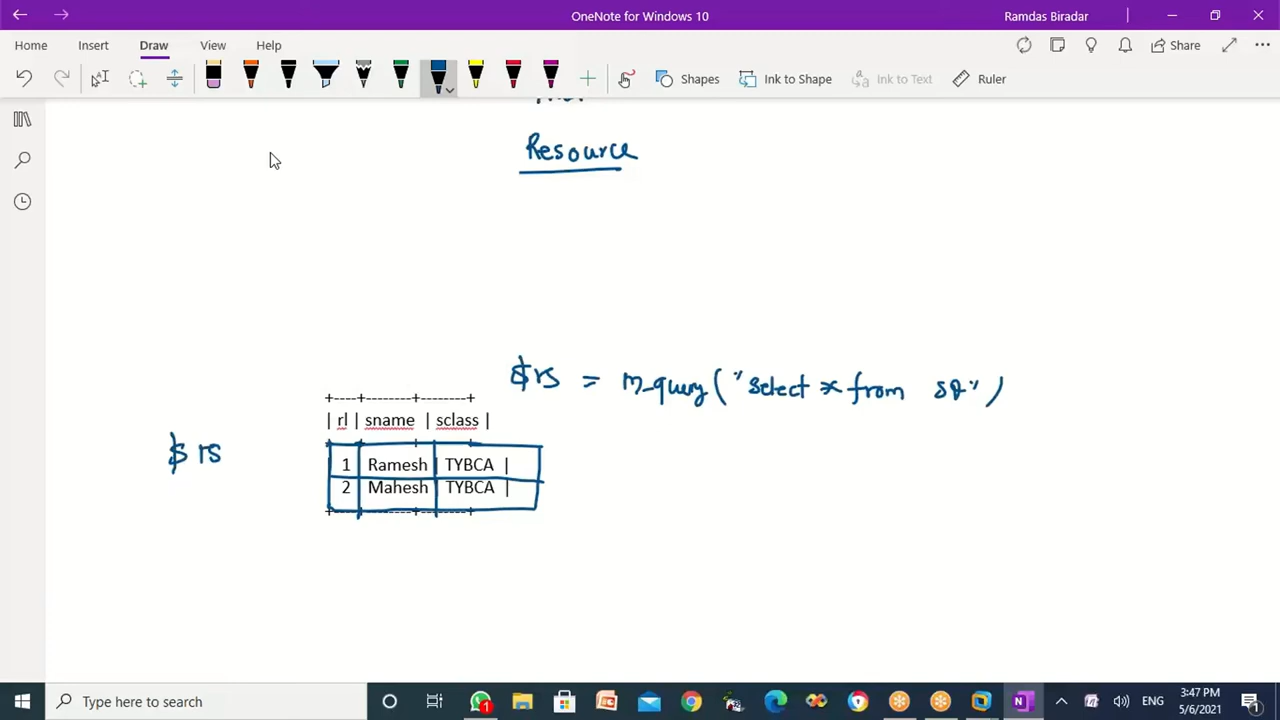 OneNote for Windows 10
Ramdas Biradar
Home Insert Draw View Help
Share
Shapes Ink to Shape Ink to Text Ruler
Resource
$rs = m_query("select * from
+----+--------+--------+
| rl | sname | sclass |
$rs
1 | Ramesh | TYBCA |
2 Mahesh TYBCA |
Type here to search
1
ENG
3:47 PM
5/6/2021
1